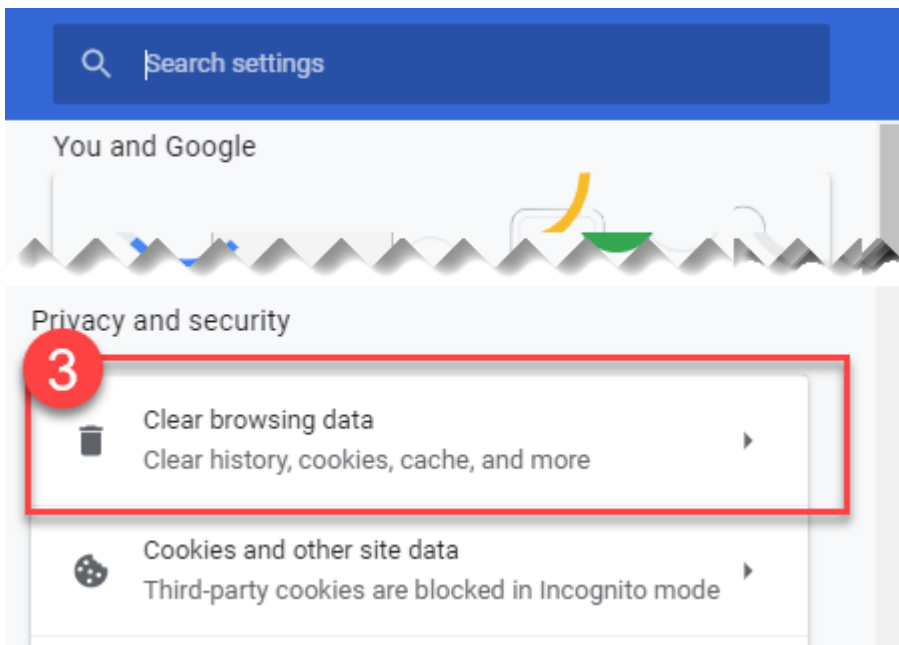 Search settings
You and Google
Privacy and security
3
Clear browsing data
Clear history, cookies, cache, and more
Cookies and other site data
Third-party cookies are blocked in Incognito mode